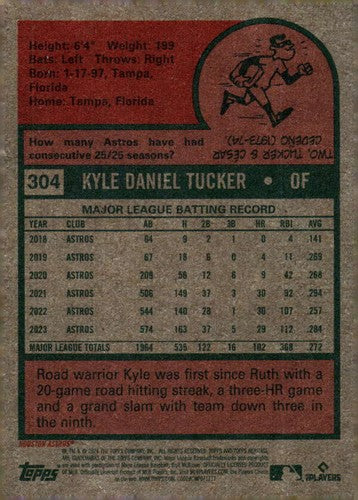 Height: 6'4" Weight: 199
Bats: Left Throws: Right
Born: 1-17-97, Tampa,
Florida
Home: Tampa, Florida
How many Astros have had
consecutive 25/25 seasons?
TWO, TUCKER & CESAR
CEDEÑO (1973-74)
304 KYLE DANIEL TUCKER • OF
MAJOR LEAGUE BATTING RECORD
YEAR CLUB AB H 2B 3B HR RBI AVG
2018 ASTROS 64 9 2 1 0 4 .141
2019 ASTROS 67 18 6 0 4 11 .269
2020 ASTROS 209 56 12 6 9 42 .268
2021 ASTROS 506 149 37 3 30 92 .294
2022 ASTROS 544 140 28 1 30 107 .257
2023 ASTROS 574 163 37 5 29 112 .284
MAJOR LEAGUE TOTALS 1964 535 122 16 102 368 .272
Road warrior Kyle was first since Ruth with a
20-game road hitting streak, a three-HR game
and a grand slam with team down three in
the ninth.
HOUSTON ASTROS
Topps
PLAYERS